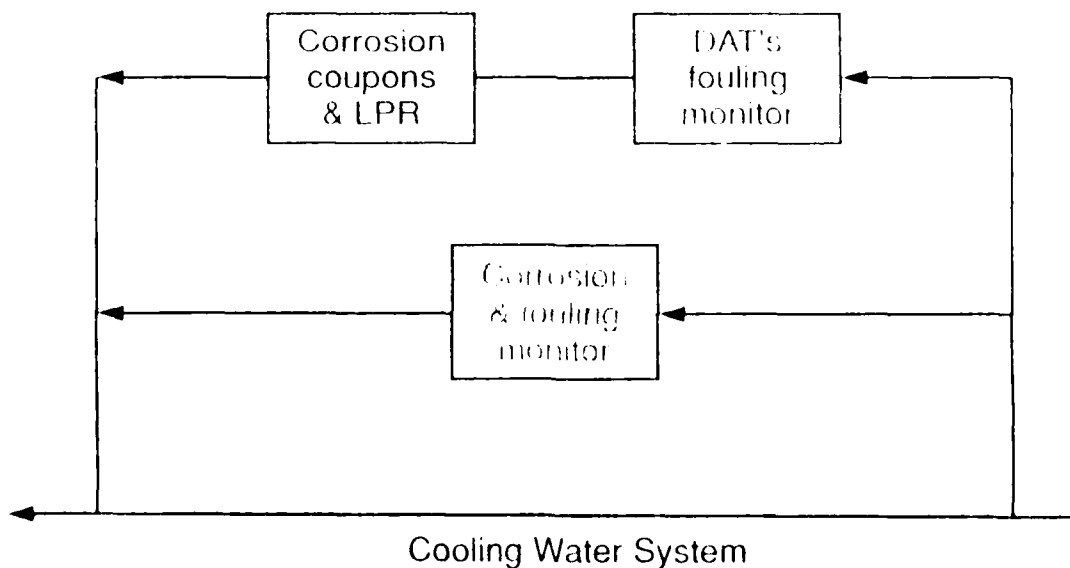 Corrosion
coupons
& LPR
DAT's
fouling
monitor
Corrosion
& fouling
monitor
Cooling Water System